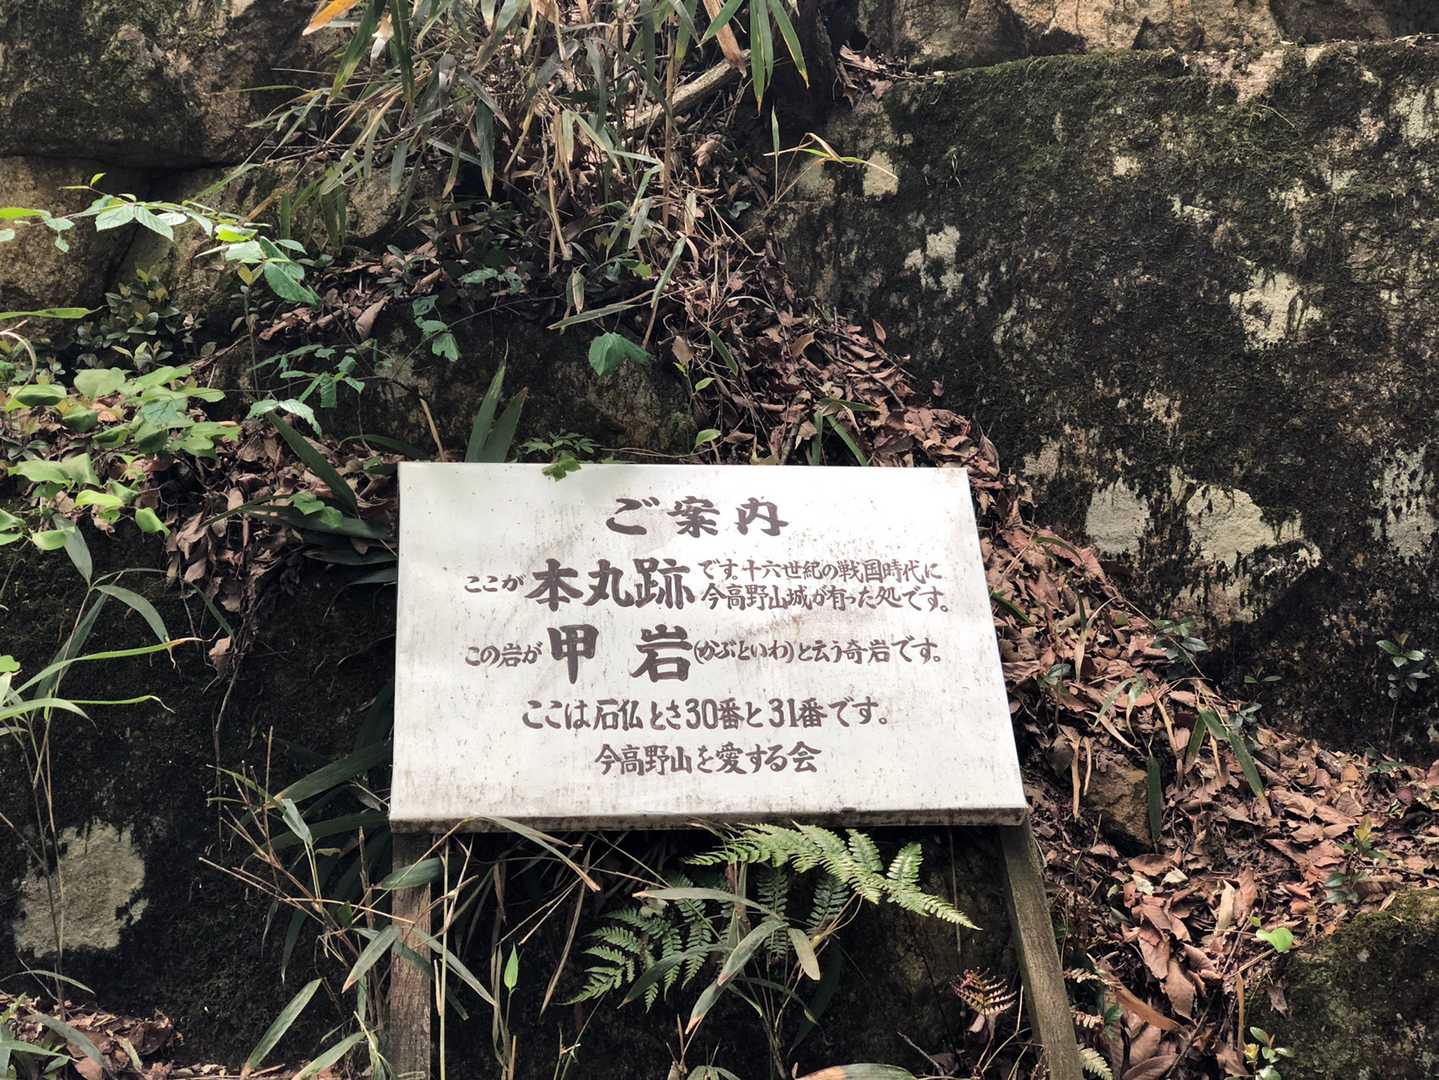 ご案内
ここが本丸跡です。十六世紀の戦国時代に
今高野山城が有った処です。
この岩が甲岩(かぶといわ)と云う奇岩です。
ここは石仏とさ30番と31番です。
今高野山を愛する会